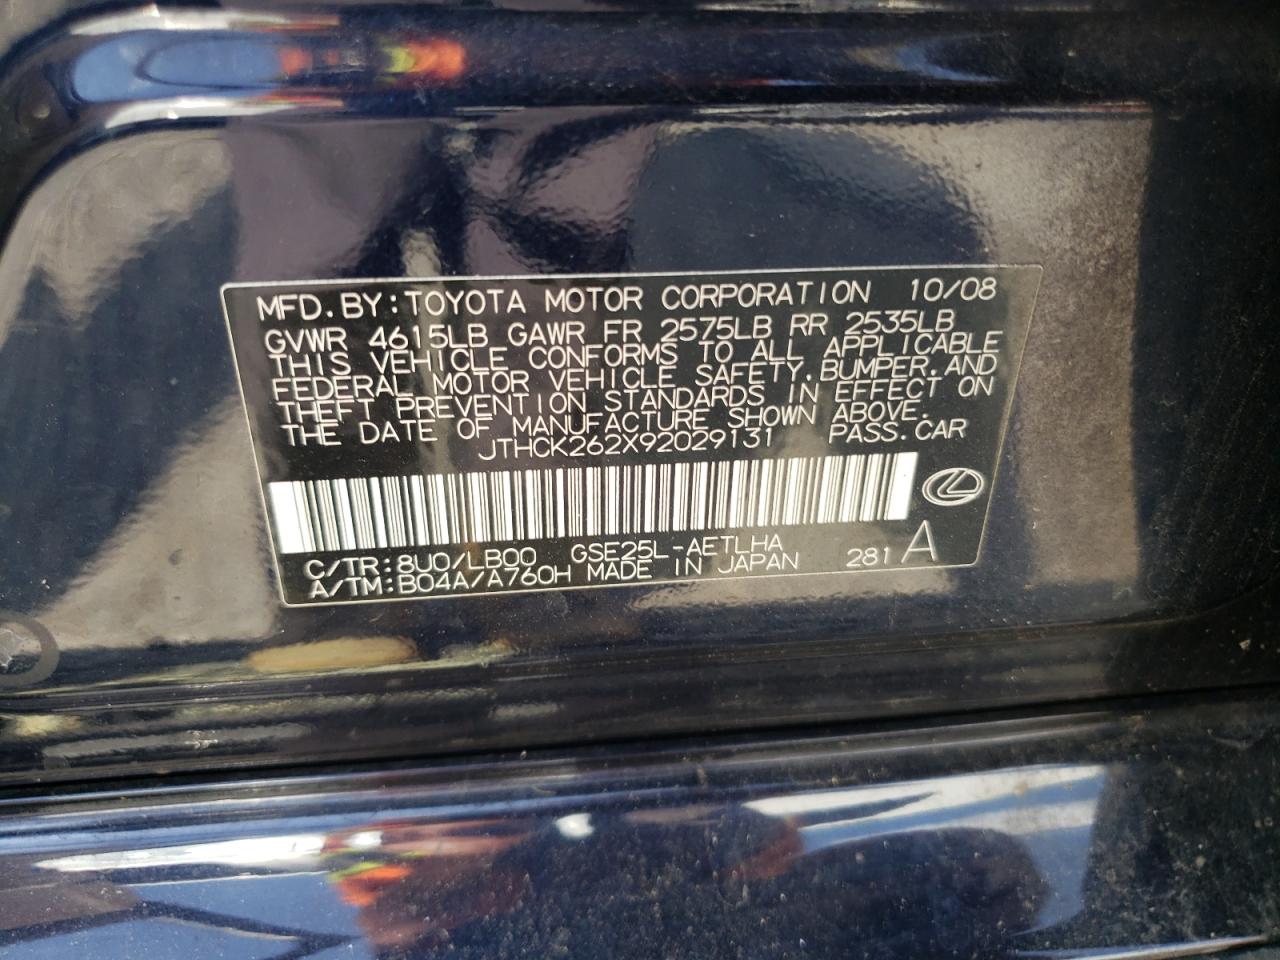 MFD.BY:TOYOTA MOTOR CORPORATION 10/08
GVWR 4615LB GAWR FR 2575LB RR 2535LB
THIS VEHICLE CONFORMS TO ALL APPLICABLE
FEDERAL MOTOR VEHICLE SAFETY,BUMPER,AND
THEFT PREVENTION STANDARDS IN EFFECT ON
THE DATE OF MANUFACTURE SHOWN ABOVE.
JTHCK262X92029131 PASS.CAR
C/TR:8U0/LB00 GSE25L-AETLHA
A/TM:B04A/A760H MADE IN JAPAN 281 A